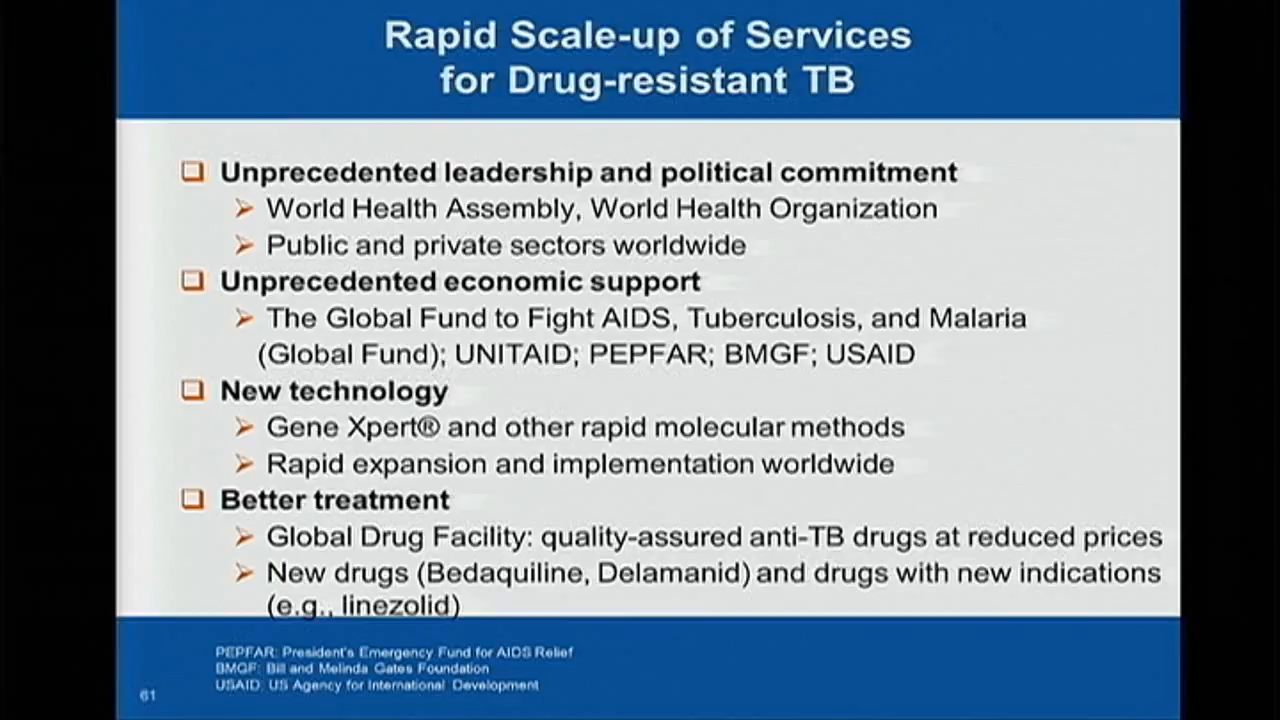 Rapid Scale-up of Services
for Drug-resistant TB
Unprecedented leadership and political commitment
World Health Assembly, World Health Organization
Public and private sectors worldwide
Unprecedented economic support
The Global Fund to Fight AIDS, Tuberculosis, and Malaria
(Global Fund); UNITAID; PEPFAR; BMGF; USAID
New technology
Gene Xpert® and other rapid molecular methods
Rapid expansion and implementation worldwide
Better treatment
Global Drug Facility: quality-assured anti-TB drugs at reduced prices
New drugs (Bedaquiline, Delamanid) and drugs with new indications
(e.g., linezolid)
PEPFAR: President's Emergency Fund for AIDS Relief
BMGF: Bill and Melinda Gates Foundation
USAID: US Agency for International Development
61